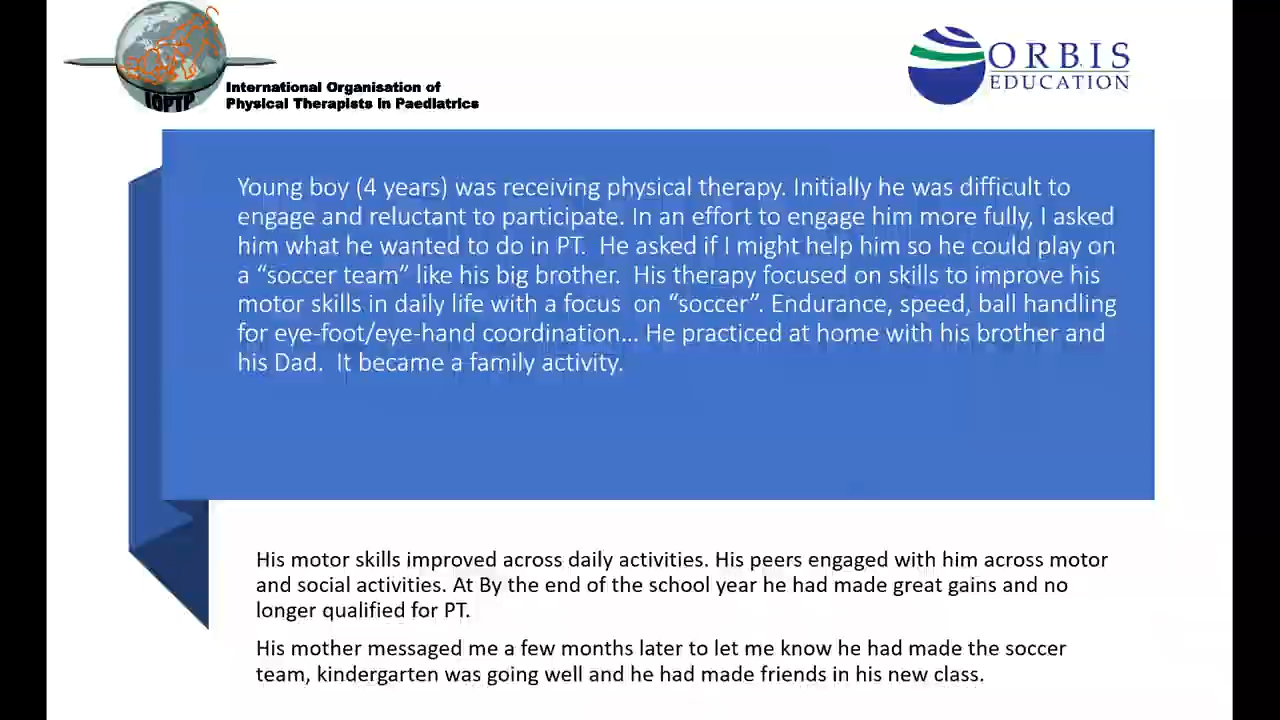 IOPTP
International Organisation of
Physical Therapists in Paediatrics
ORBIS
EDUCATION
Young boy (4 years) was receiving physical therapy. Initially he was difficult to
engage and reluctant to participate. In an effort to engage him more fully, I asked
him what he wanted to do in PT.  He asked if I might help him so he could play on
a “soccer team” like his big brother.  His therapy focused on skills to improve his
motor skills in daily life with a focus  on “soccer”. Endurance, speed, ball handling
for eye-foot/eye-hand coordination… He practiced at home with his brother and
his Dad.  It became a family activity.
His motor skills improved across daily activities. His peers engaged with him across motor
and social activities. At By the end of the school year he had made great gains and no
longer qualified for PT.
His mother messaged me a few months later to let me know he had made the soccer
team, kindergarten was going well and he had made friends in his new class.